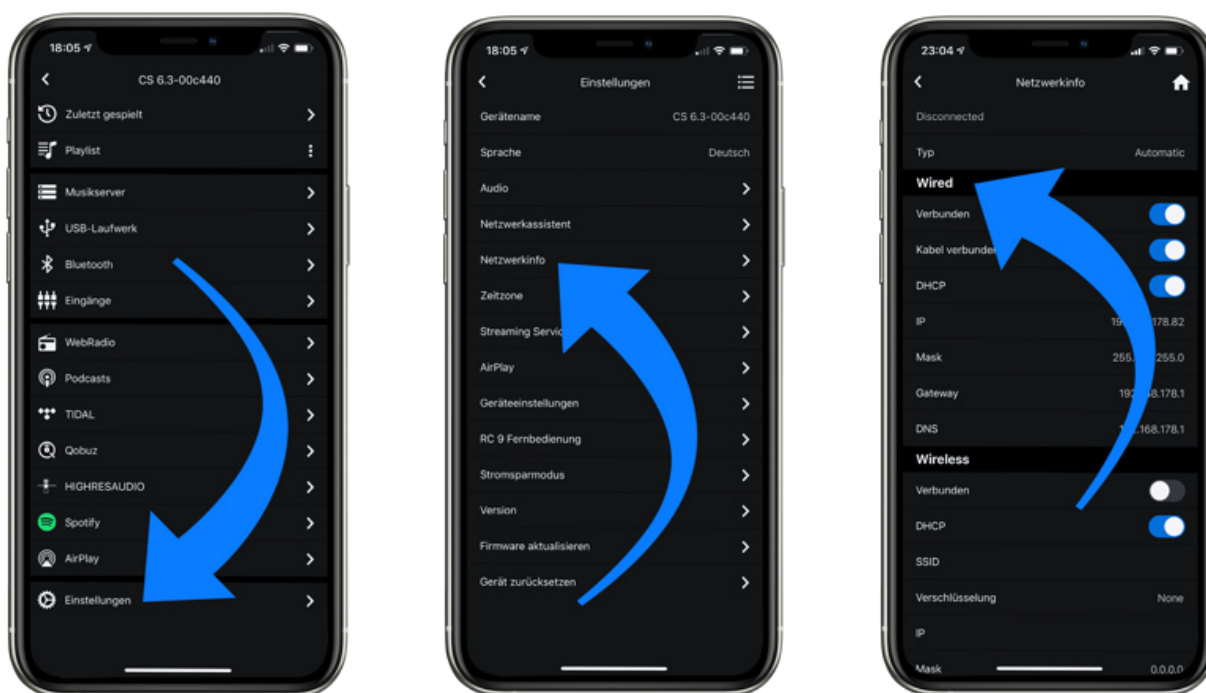 18:05
CS 6.3-00c440
Zuletzt gespielt
Playlist
Musikserver
USB-Laufwerk
Bluetooth
Eingänge
WebRadio
Podcasts
TIDAL
Qobuz
HIGHRESAUDIO
Spotify
AirPlay
Einstellungen
18:05
Einstellungen
Gerätename CS 6.3-00c440
Sprache Deutsch
Audio
Netzwerkassistent
Netzwerkinfo
Zeitzone
Streaming
AirPlay
Geräteeinstellungen
RC 9 Fernbedienung
Stromsparmodus
Version
Firmware aktualisieren
Gerät zurücksetzen
23:04
Netzwerkinfo
Disconnected
Typ Automatic
Wired
Verbunden
Kabel verbunden
DHCP
IP
Mask
Gateway
DNS
Wireless
Verbunden
DHCP
SSID
Verschlüsselung None
IP
Mask 0.0.0.0